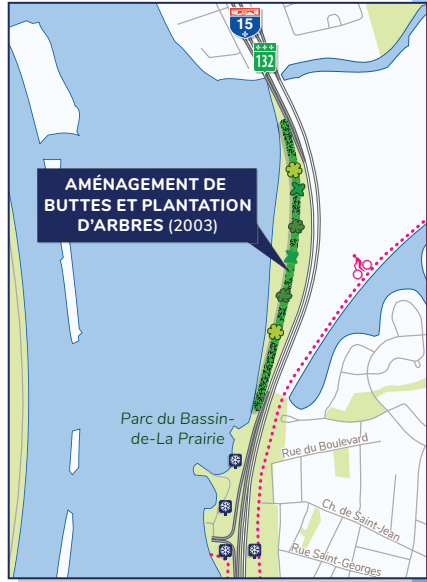 15
132
AMÉNAGEMENT DE
BUTTES ET PLANTATION
D'ARBRES (2003)
Parc du Bassin-
de-La Prairie
Rue du Boulevard
Ch. de Saint-Jean
Rue Saint-Georges